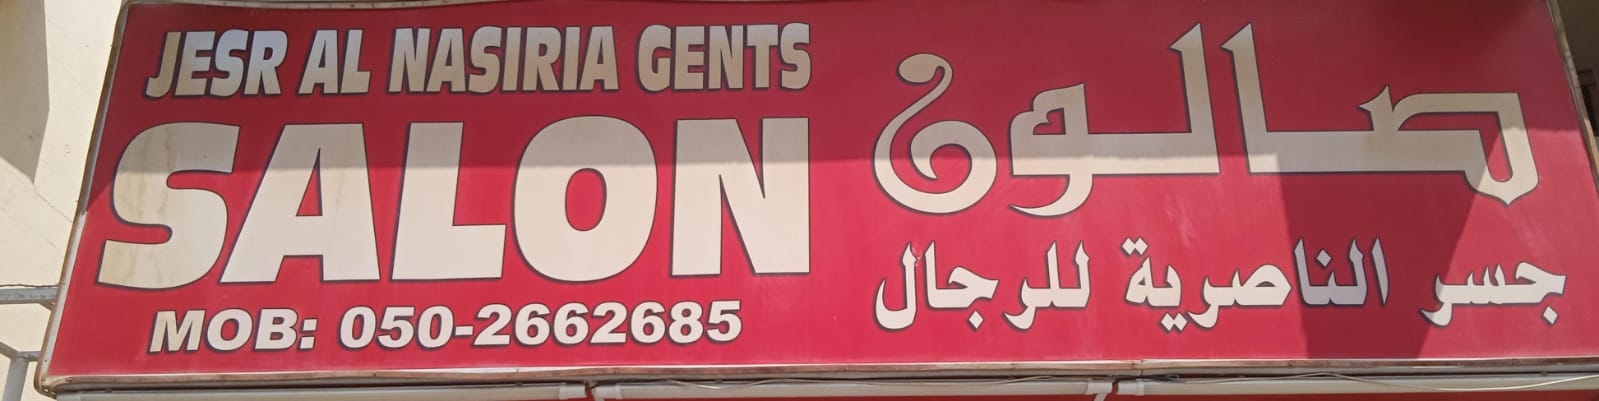 JESR AL NASIRIA GENTS
SALON
MOB: 050-2662685
صالون
جسر الناصرية للرجال